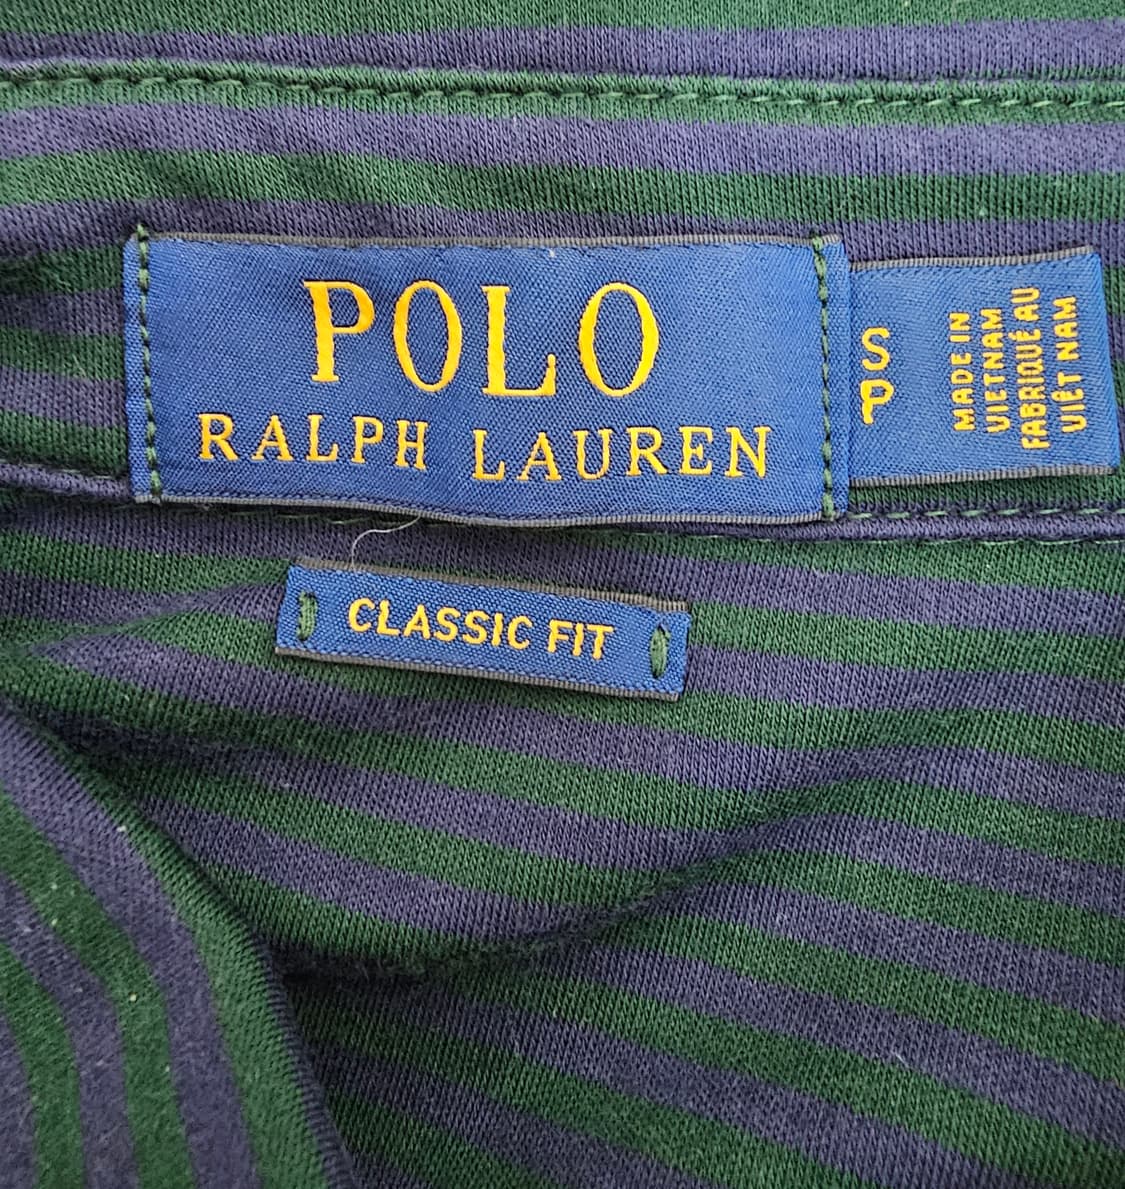 POLO
RALPH LAUREN
S
P
MADE IN
VIETNAM
FABRIQUÉ AU
VIÊT NAM
CLASSIC FIT